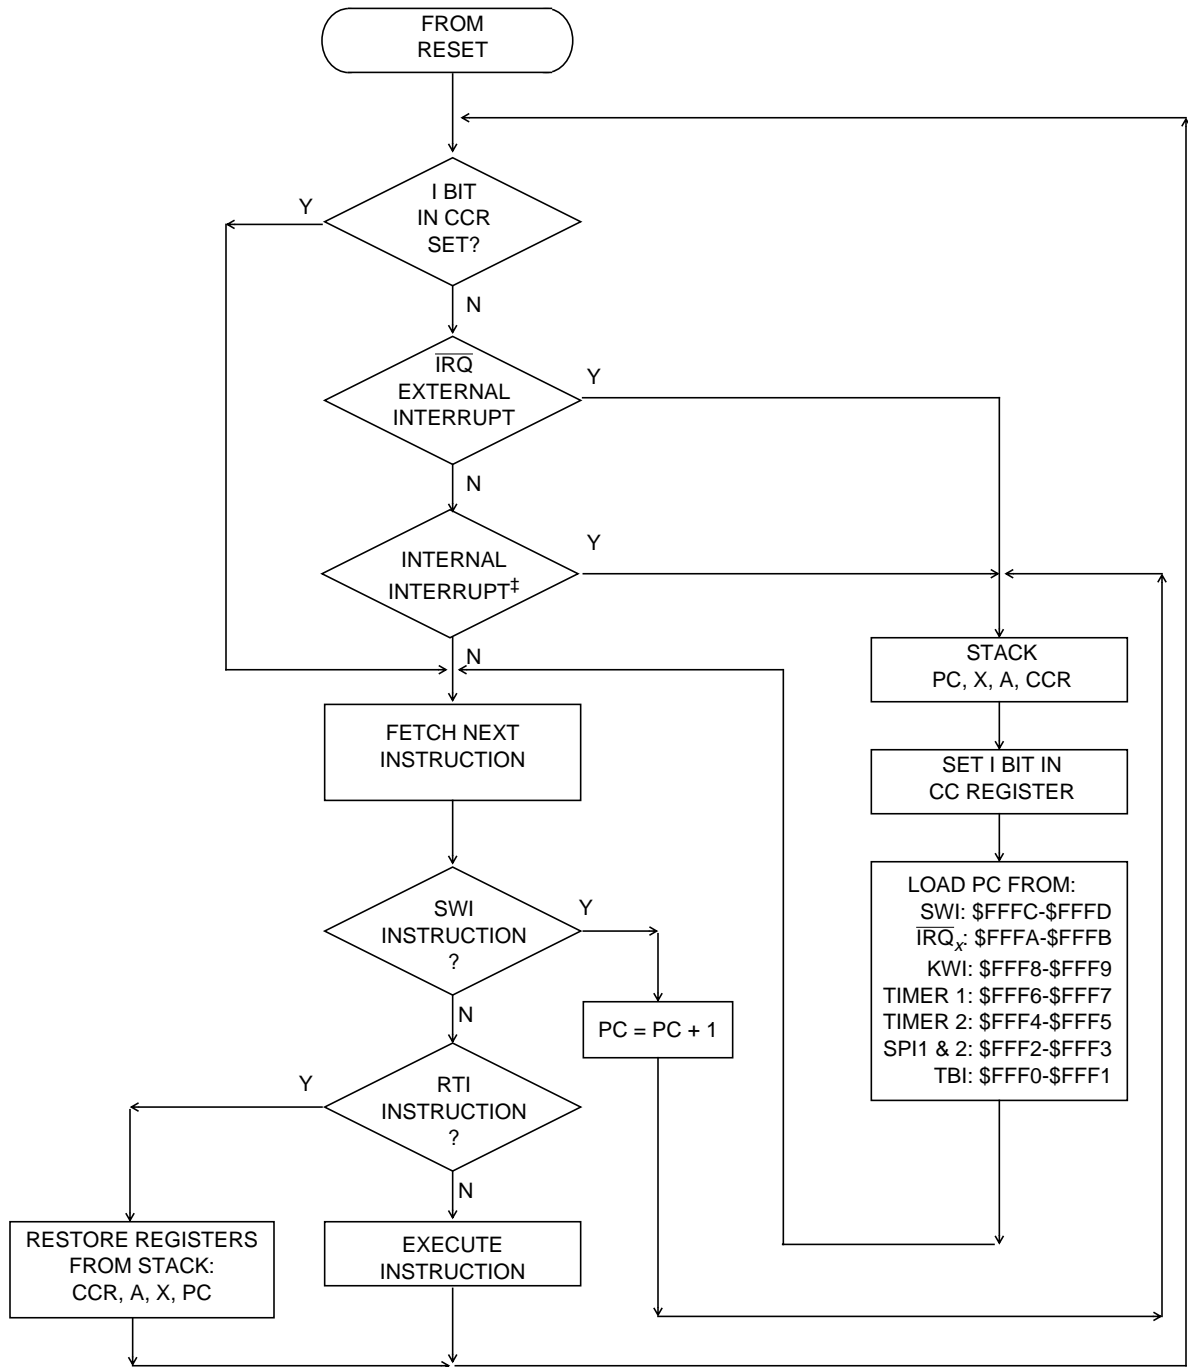 FROM
RESET
I BIT
IN CCR
SET?
Y
N
IRQ
EXTERNAL
INTERRUPT
Y
N
INTERNAL
INTERRUPT‡
Y
N
STACK
PC, X, A, CCR
FETCH NEXT
INSTRUCTION
SET I BIT IN
CC REGISTER
LOAD PC FROM:
SWI: $FFFC-$FFFD
IRQx: $FFFA-$FFFB
KWI: $FFF8-$FFF9
TIMER 1: $FFF6-$FFF7
TIMER 2: $FFF4-$FFF5
SPI1 & 2: $FFF2-$FFF3
TBI: $FFF0-$FFF1
SWI
INSTRUCTION
?
Y
N
PC = PC + 1
RTI
INSTRUCTION
?
Y
N
RESTORE REGISTERS
FROM STACK:
CCR, A, X, PC
EXECUTE
INSTRUCTION